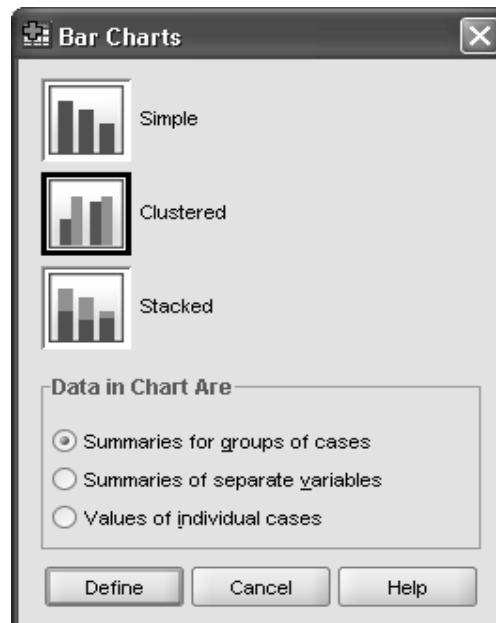 Bar Charts
Simple
Clustered
Stacked
Data in Chart Are
Summaries for groups of cases
Summaries of separate variables
Values of individual cases
Define
Cancel
Help